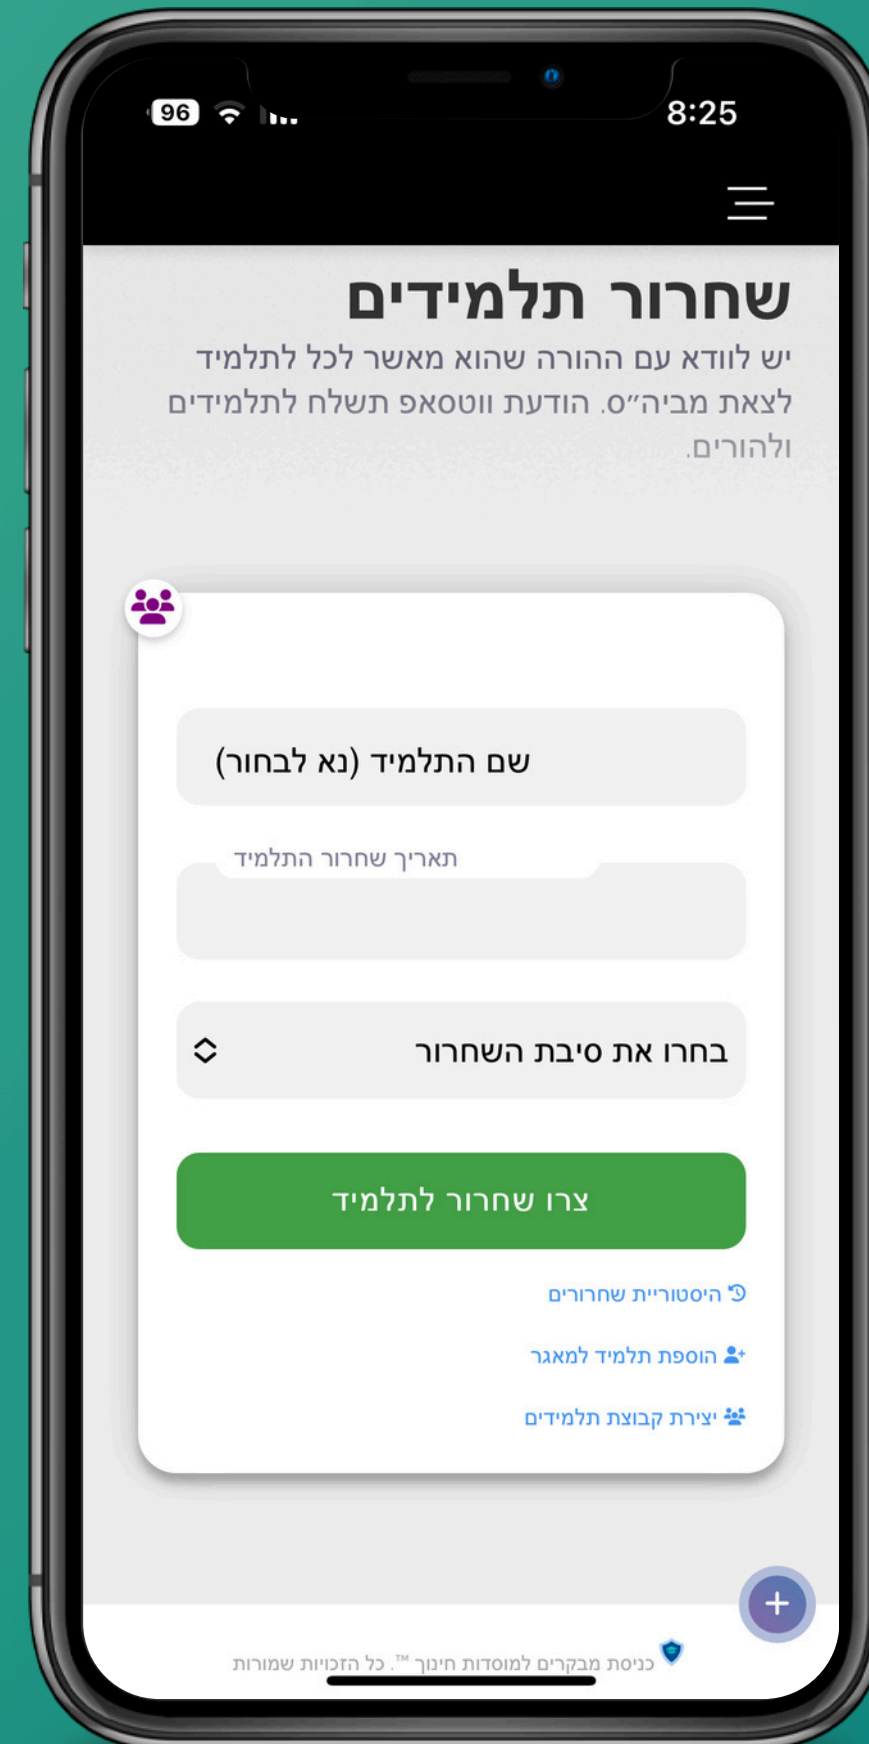 96
8:25
שחרור תלמידים
יש לוודא עם ההורה שהוא מאשר לכל לתלמיד
לצאת מביה״ס. הודעת ווטסאפ תשלח לתלמידים
ולהורים.
שם התלמיד (נא לבחור)
תאריך שחרור התלמיד
בחרו את סיבת השחרור
צרו שחרור לתלמיד
היסטוריית שחרורים
הוספת תלמיד למאגר
יצירת קבוצת תלמידים
כניסת מבקרים למוסדות חינוך ™. כל הזכויות שמורות